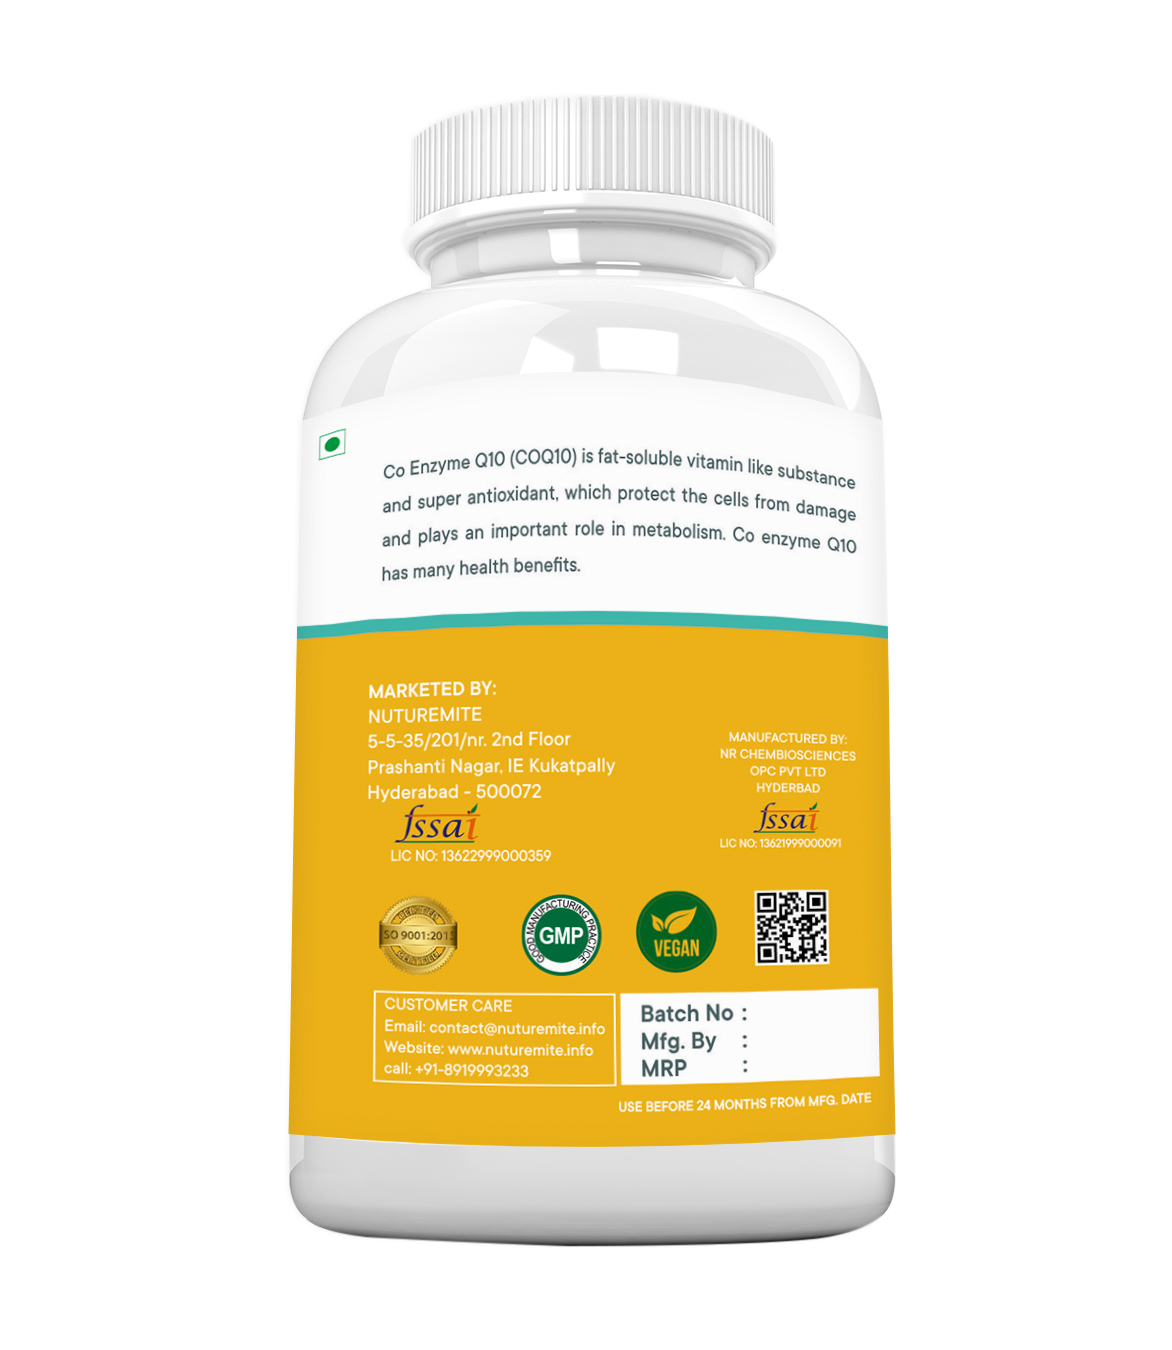 Co Enzyme Q10 (COQ10) is fat-soluble vitamin like substance
and super antioxidant, which protect the cells from damage
and plays an important role in metabolism. Co enzyme Q10
has many health benefits.
MARKETED BY:
NUTUREMITE
5-5-35/201/nr. 2nd Floor
Prashanti Nagar, IE Kukatpally
Hyderabad - 500072
fssai
LIC NO: 13622999000359
MANUFACTURED BY:
NR CHEMBIOSCIENCES
OPC PVT LTD
HYDERBAD
fssai
LIC NO: 13621999000091
CERTIFIED
ISO 9001:2015
CERTIFIED
GOOD MANUFACTURING PRACTICE
GMP
VEGAN
CUSTOMER CARE
Email: contact@nuturemite.info
Website: www.nuturemite.info
call: +91-8919993233
Batch No :
Mfg. By :
MRP :
USE BEFORE 24 MONTHS FROM MFG. DATE